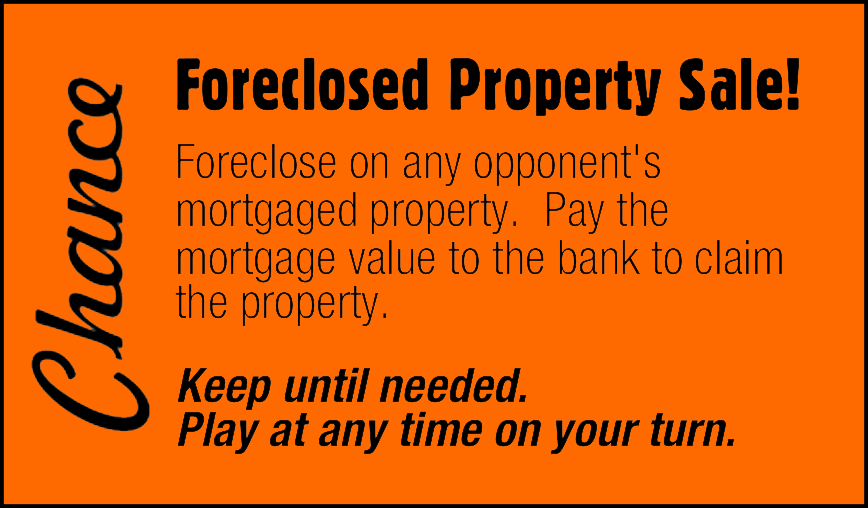 Chance
Foreclosed Property Sale!
Foreclose on any opponent's
mortgaged property.  Pay the
mortgage value to the bank to claim
the property.
Keep until needed.
Play at any time on your turn.